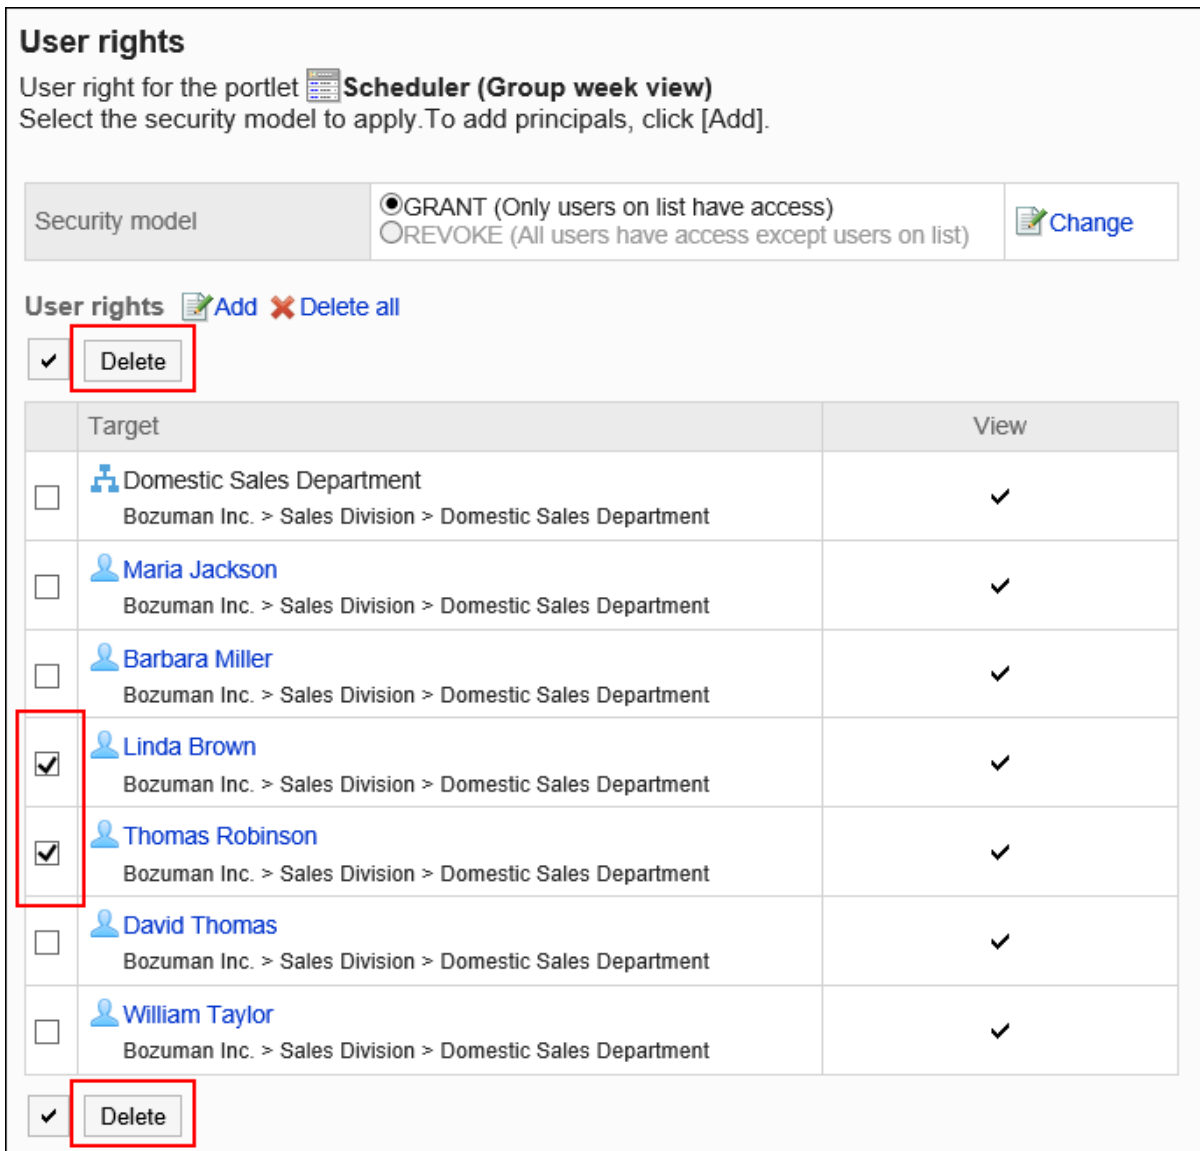 User rights
User right for the portlet Scheduler (Group week view)
Select the security model to apply.To add principals, click [Add].
Security model
GRANT (Only users on list have access)
REVOKE (All users have access except users on list)
Change
User rights Add Delete all
Delete
Target View
Domestic Sales Department
Bozuman Inc. > Sales Division > Domestic Sales Department
Maria Jackson
Bozuman Inc. > Sales Division > Domestic Sales Department
Barbara Miller
Bozuman Inc. > Sales Division > Domestic Sales Department
Linda Brown
Bozuman Inc. > Sales Division > Domestic Sales Department
Thomas Robinson
Bozuman Inc. > Sales Division > Domestic Sales Department
David Thomas
Bozuman Inc. > Sales Division > Domestic Sales Department
William Taylor
Bozuman Inc. > Sales Division > Domestic Sales Department
Delete